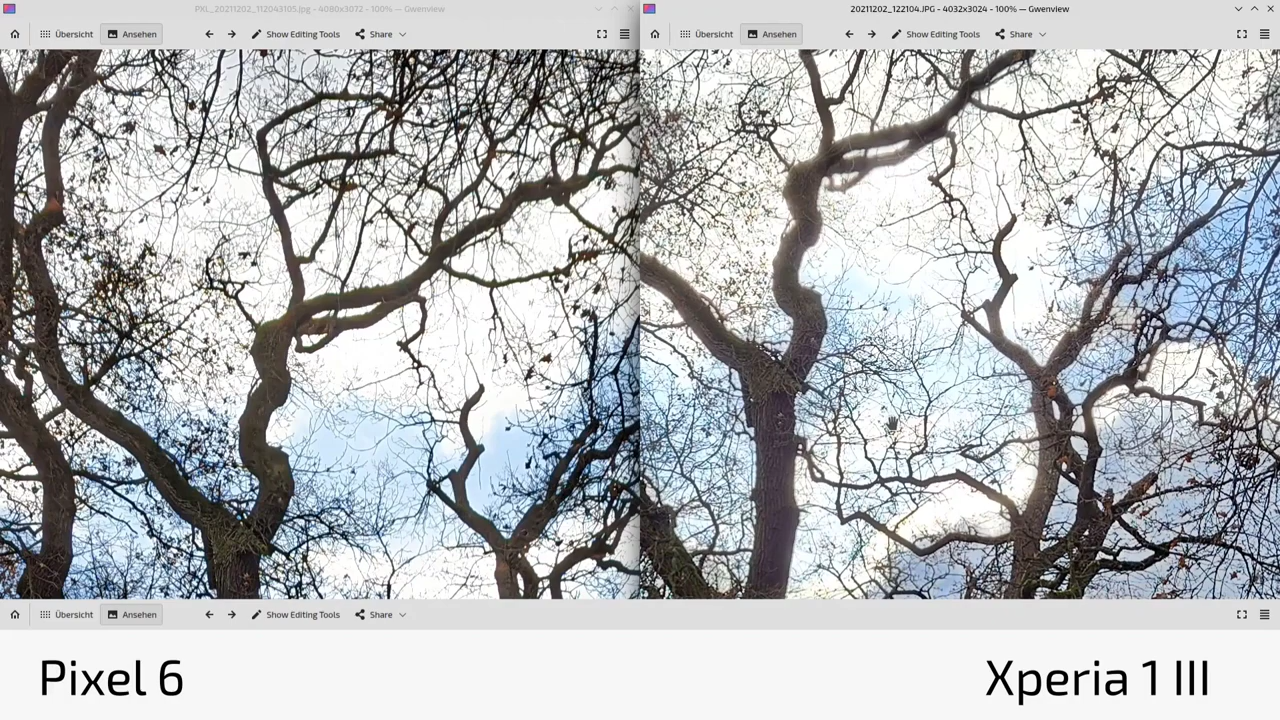 PXL_20211202_112043105.jpg - 4080x3072 - 100% — Gwenview
20211202_122104.JPG - 4032x3024 - 100% — Gwenview
Übersicht Ansehen Show Editing Tools Share
Übersicht Ansehen Show Editing Tools Share
Übersicht Ansehen Show Editing Tools Share
Pixel 6
Xperia 1 III